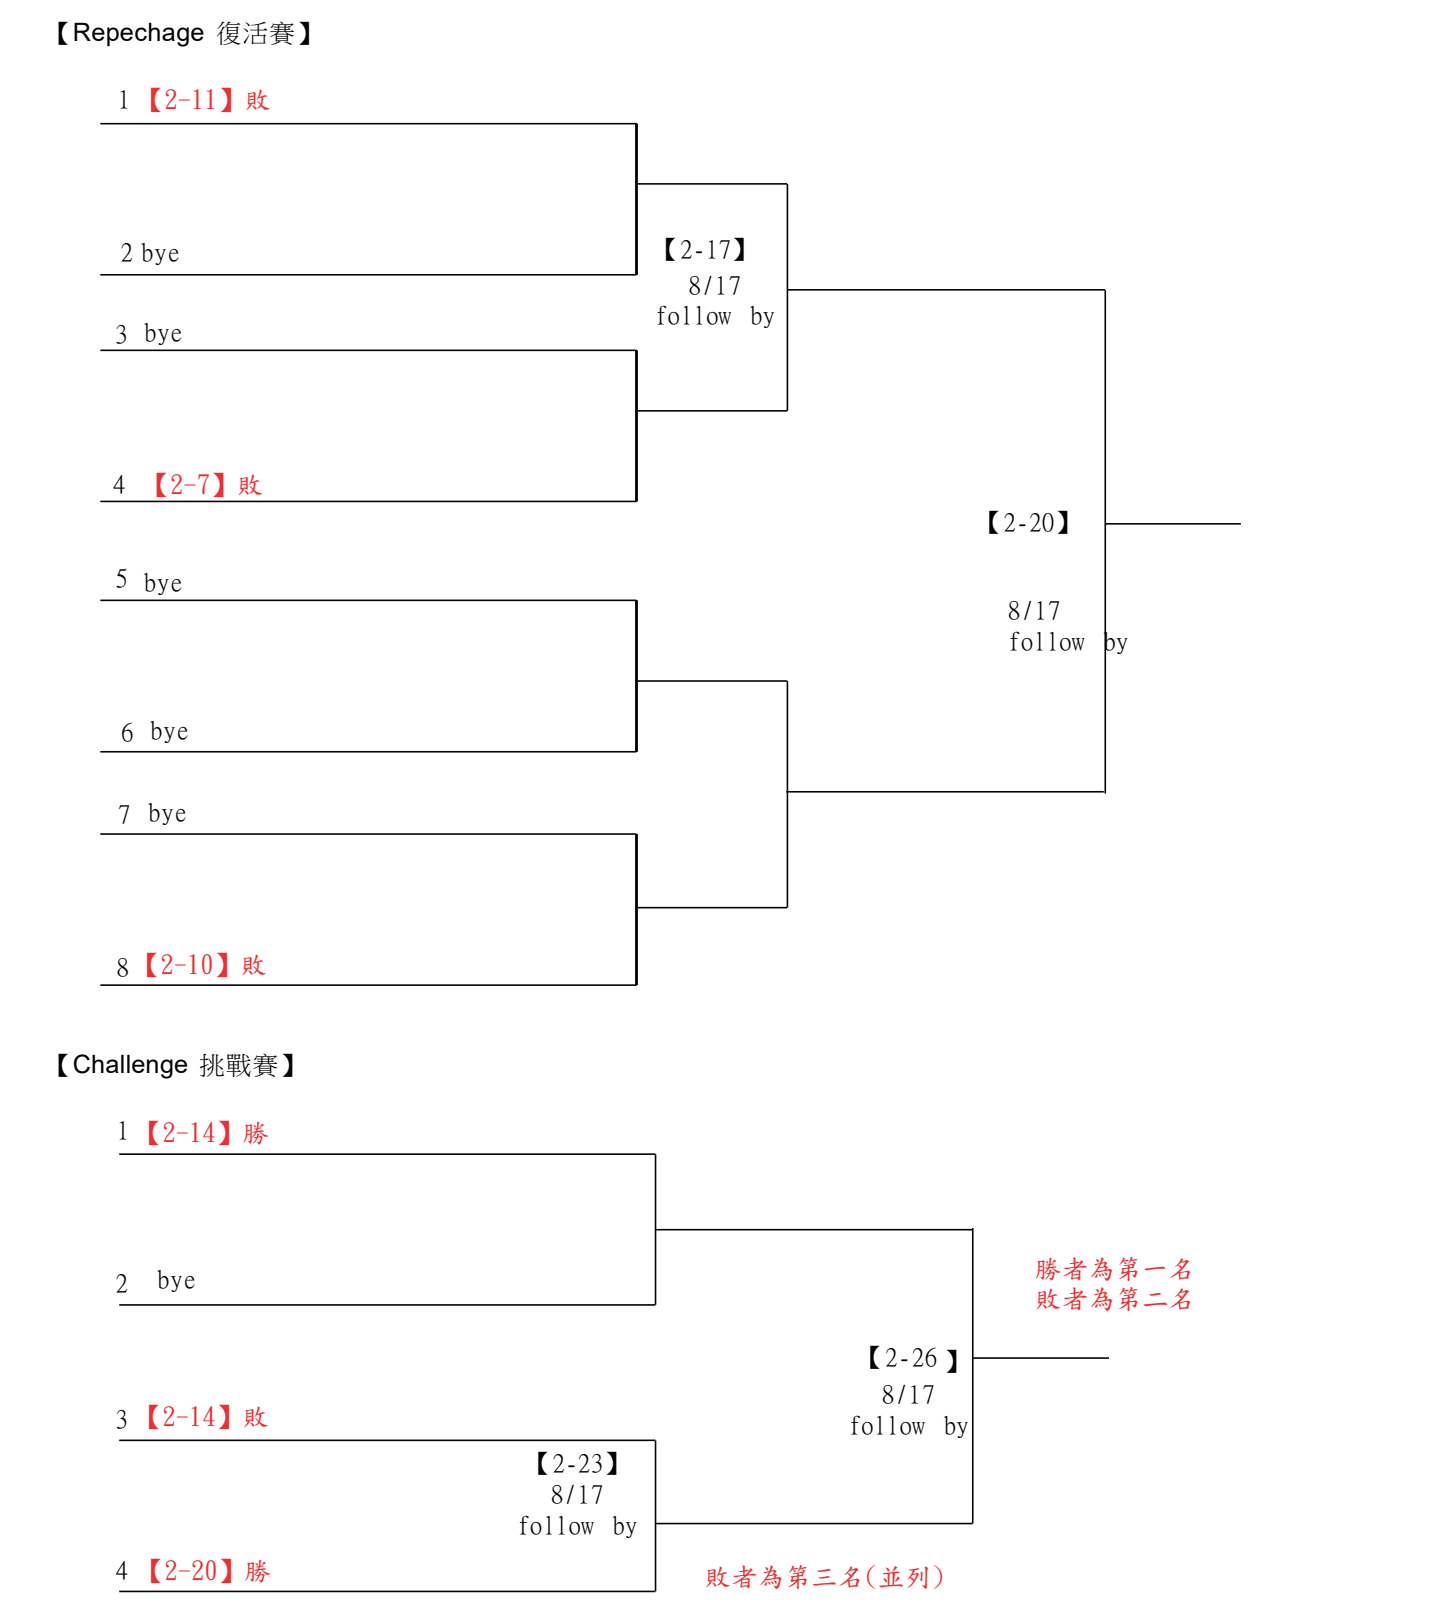 【Repechage 復活賽】
1 【2-11】敗
2 bye
【2-17】
8/17
follow by
3 bye
4 【2-7】敗
【2-20】
5 bye
8/17
follow by
6 bye
7 bye
8 【2-10】敗
【Challenge 挑戰賽】
1 【2-14】勝
2 bye
勝者為第一名
敗者為第二名
【2-26 】
8/17
follow by
3 【2-14】敗
【2-23】
8/17
follow by
4 【2-20】勝
敗者為第三名(並列)